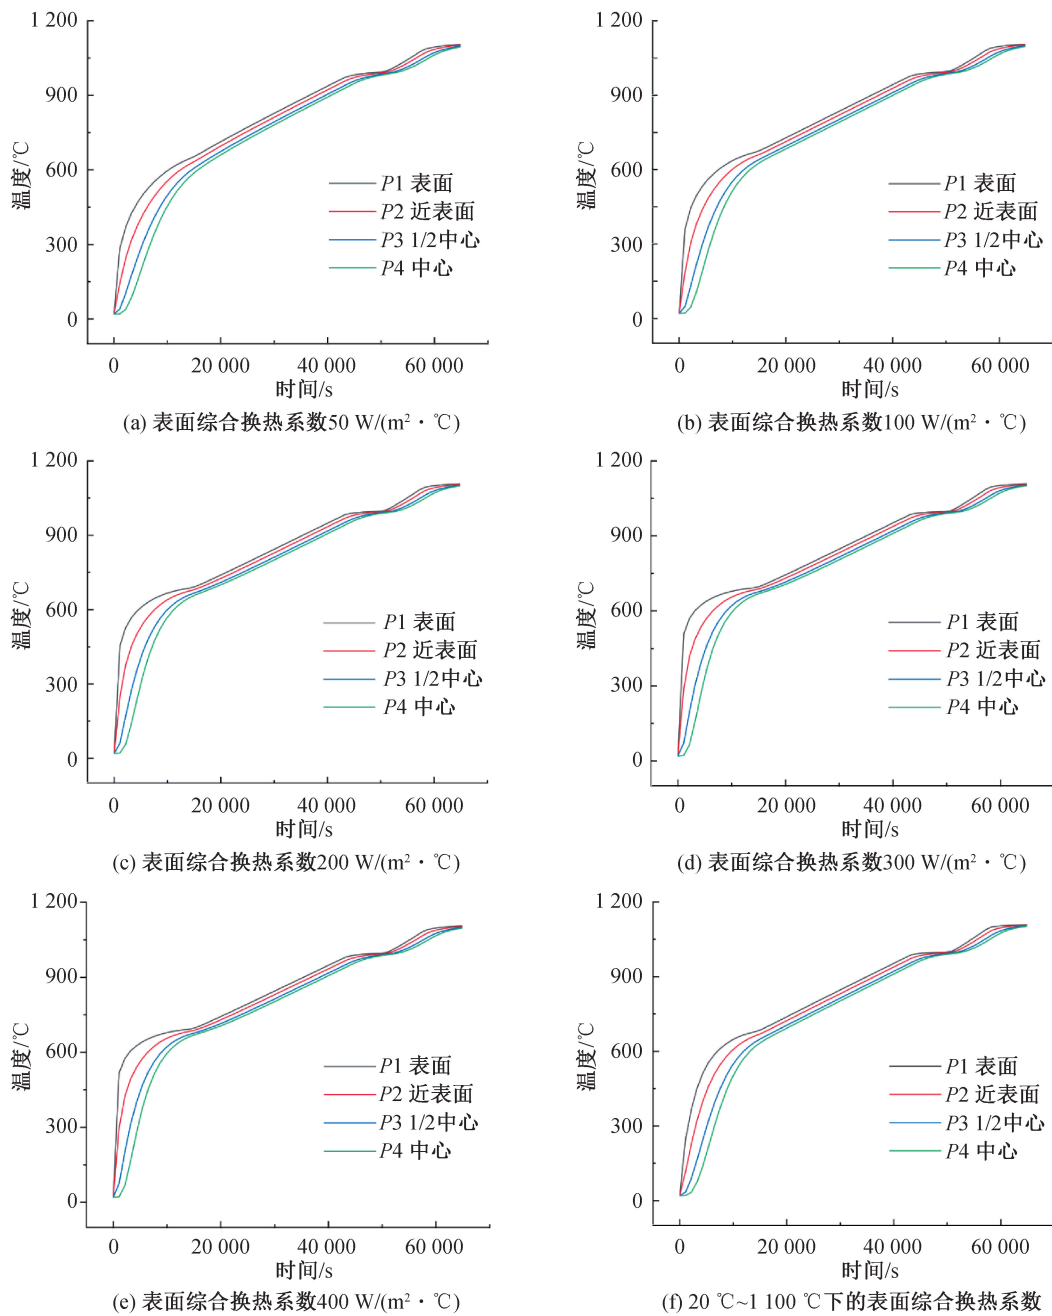 1 200
900
600
300
0
温度/℃
P1 表面
P2 近表面
P3 1/2中心
P4 中心
0
20 000
40 000
60 000
时间/s
(a) 表面综合换热系数50 W/(m²·℃)
1 200
900
600
300
0
温度/℃
P1 表面
P2 近表面
P3 1/2中心
P4 中心
0
20 000
40 000
60 000
时间/s
(b) 表面综合换热系数100 W/(m²·℃)
1 200
900
600
300
0
温度/℃
P1 表面
P2 近表面
P3 1/2中心
P4 中心
0
20 000
40 000
60 000
时间/s
(c) 表面综合换热系数200 W/(m²·℃)
1 200
900
600
300
0
温度/℃
P1 表面
P2 近表面
P3 1/2中心
P4 中心
0
20 000
40 000
60 000
时间/s
(d) 表面综合换热系数300 W/(m²·℃)
1 200
900
600
300
0
温度/℃
P1 表面
P2 近表面
P3 1/2中心
P4 中心
0
20 000
40 000
60 000
时间/s
(e) 表面综合换热系数400 W/(m²·℃)
1 200
900
600
300
0
温度/℃
P1 表面
P2 近表面
P3 1/2中心
P4 中心
0
20 000
40 000
60 000
时间/s
(f) 20 ℃~1 100 ℃下的表面综合换热系数